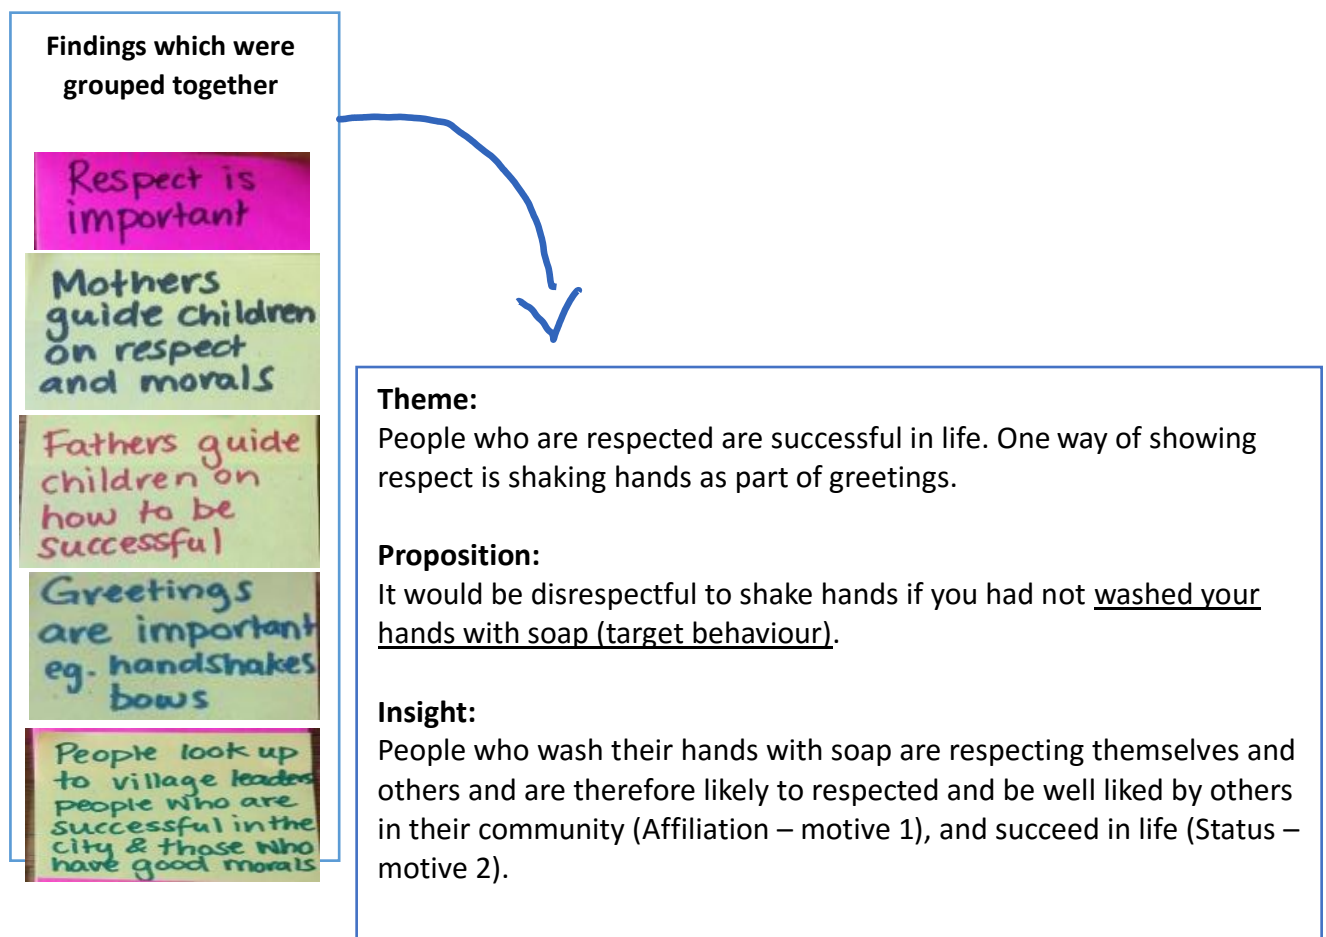 Findings which were
grouped together
Respect is
important
Mothers
guide children
on respect
and morals
Fathers guide
children on
how to be
successful
Greetings
are important
eg. handshakes
bows
People look up
to village leaders
people who are
successful in the
city & those who
have good morals
Theme:
People who are respected are successful in life. One way of showing
respect is shaking hands as part of greetings.
Proposition:
It would be disrespectful to shake hands if you had not washed your
hands with soap (target behaviour).
Insight:
People who wash their hands with soap are respecting themselves and
others and are therefore likely to respected and be well liked by others
in their community (Affiliation – motive 1), and succeed in life (Status –
motive 2).